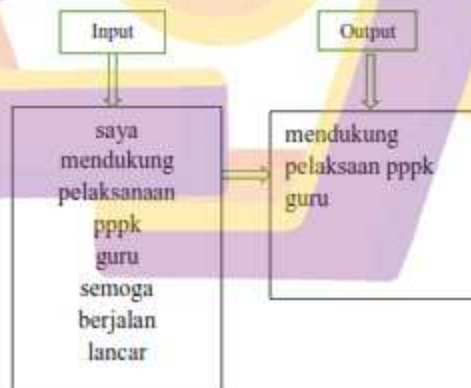 Input
Output
saya
mendukung
pelaksanaan
pppk
guru
semoga
berjalan
lancar
mendukung
pelaksaan pppk
guru